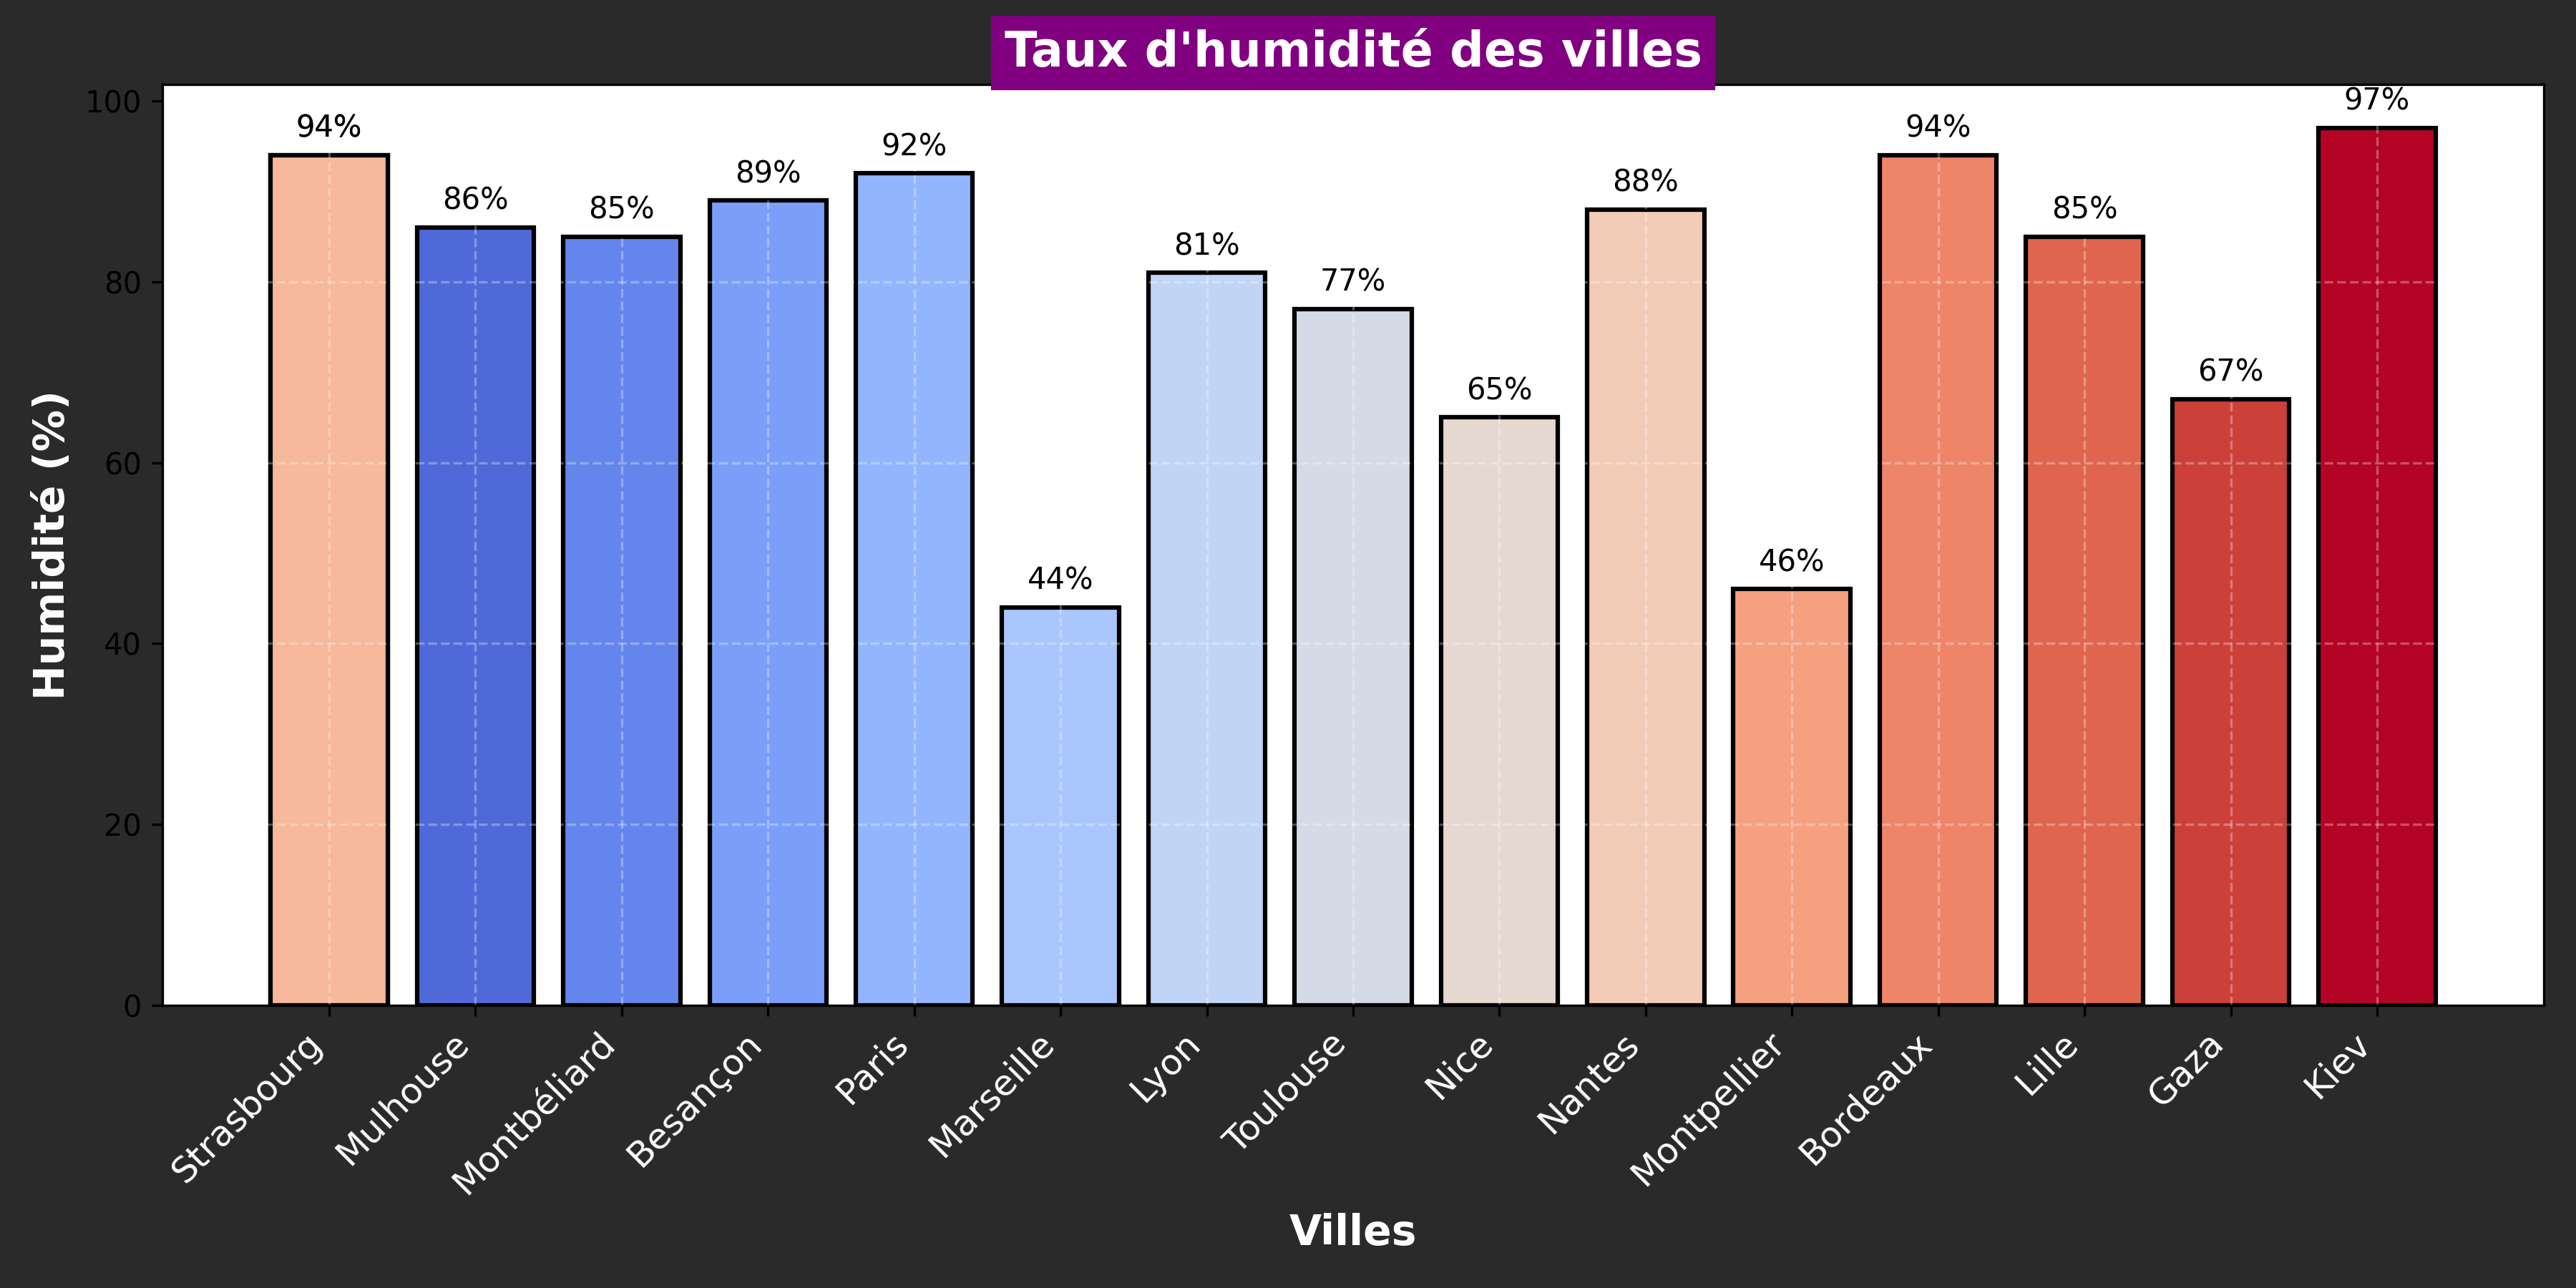 Taux d'humidité des villes
Humidité (%)
100
80
60
40
20
0
94%
86%
85%
89%
92%
44%
81%
77%
65%
88%
46%
94%
85%
67%
97%
Strasbourg
Mulhouse
Montbéliard
Besançon
Paris
Marseille
Lyon
Toulouse
Nice
Nantes
Montpellier
Bordeaux
Lille
Gaza
Kiev
Villes